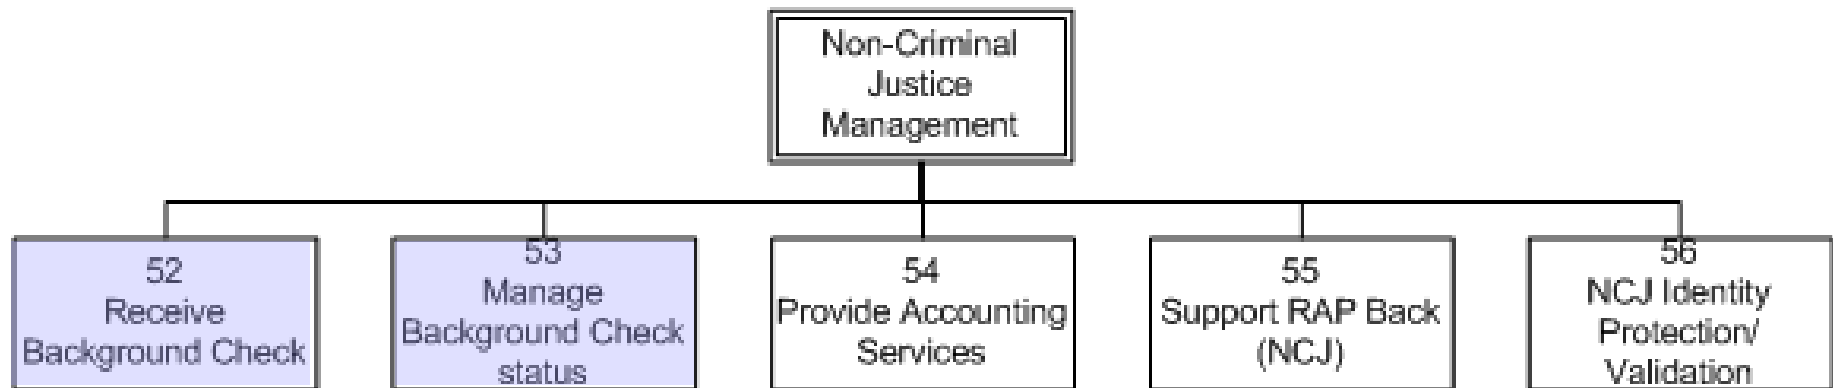 Non-Criminal
Justice
Management
52
Receive
Background Check
53
Manage
Background Check
status
54
Provide Accounting
Services
55
Support RAP Back
(NCJ)
56
NCJ Identity
Protection/
Validation